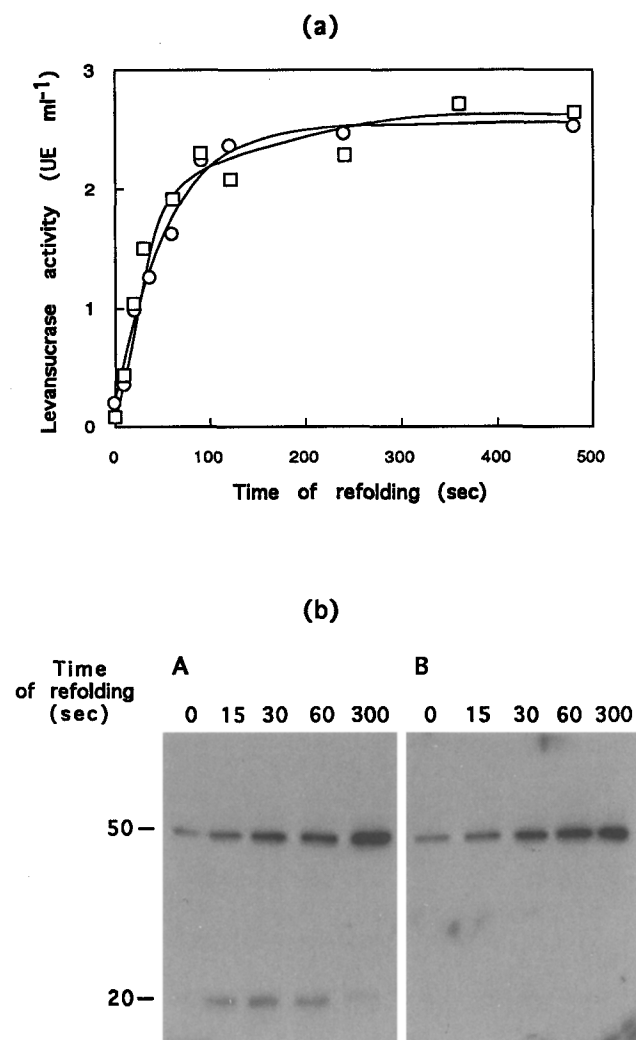 (a)
Levansucrase activity (UE ml⁻¹)
3
2
1
0
0 100 200 300 400 500
Time of refolding (sec)
(b)
Time of refolding (sec)
A
B
0 15 30 60 300
0 15 30 60 300
50 –
20 –